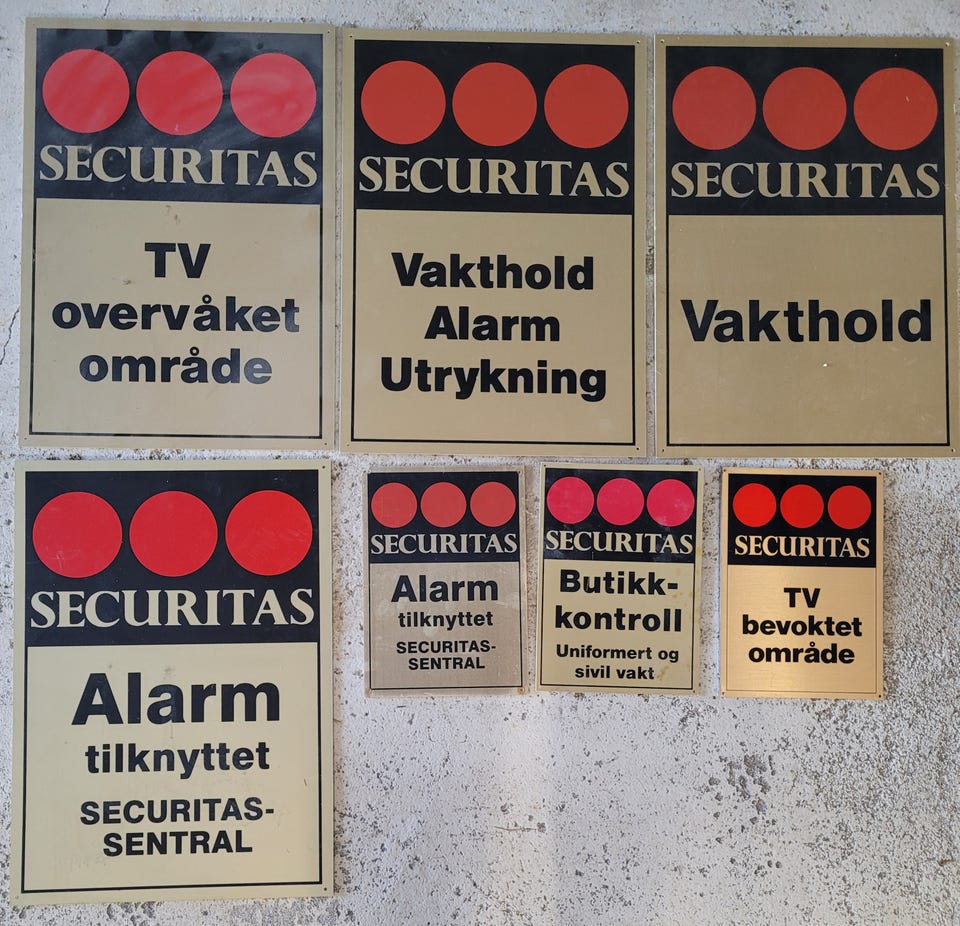 SECURITAS
TV
overvåket
område
SECURITAS
Vakthold
Alarm
Utrykning
SECURITAS
Vakthold
SECURITAS
Alarm
tilknyttet
SECURITAS-
SENTRAL
SECURITAS
Alarm
tilknyttet
SECURITAS-
SENTRAL
SECURITAS
Butikk-
kontroll
Uniformert og
sivil vakt
SECURITAS
TV
bevoktet
område